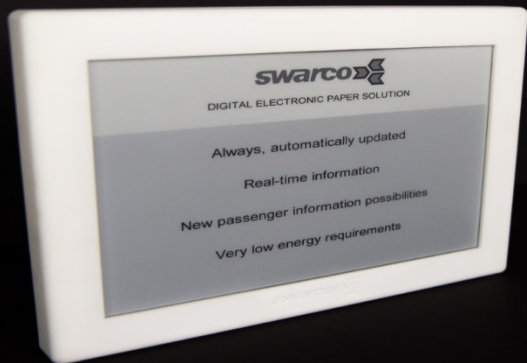 swarco
DIGITAL ELECTRONIC PAPER SOLUTION
Always, automatically updated
Real-time information
New passenger information possibilities
Very low energy requirements